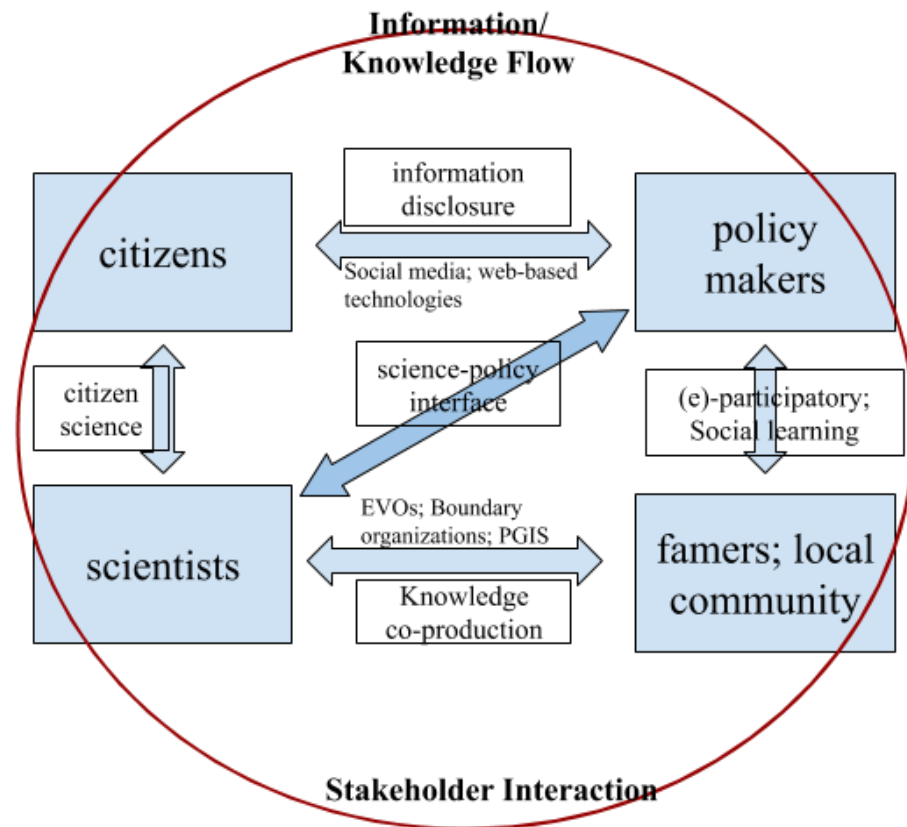 Information/
Knowledge Flow
information
disclosure
citizens
policy
makers
Social media; web-based
technologies
citizen
science
science-policy
interface
(e)-participatory;
Social learning
EVOs; Boundary
organizations; PGIS
scientists
famers; local
community
Knowledge
co-production
Stakeholder Interaction